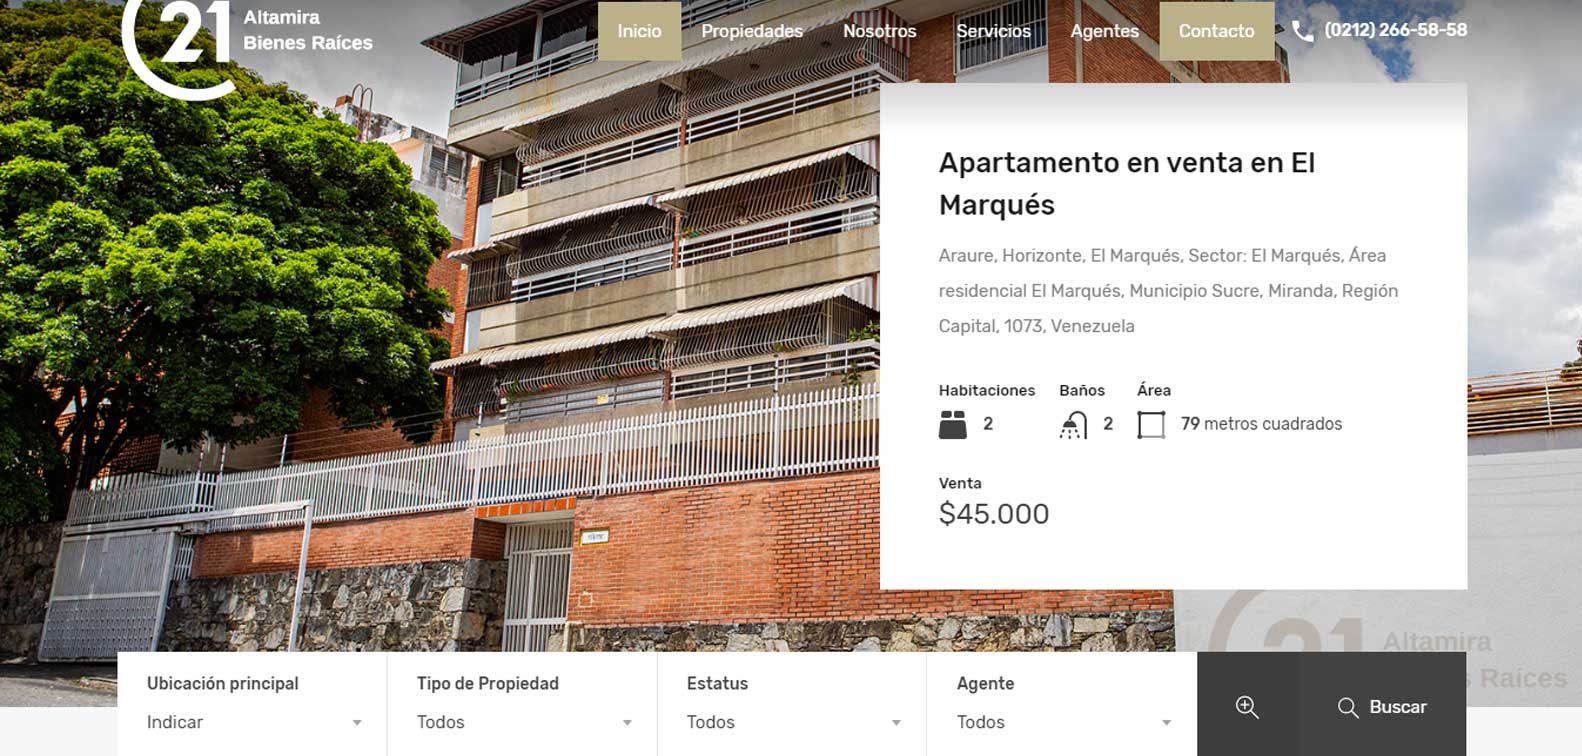 21
Altamira
Bienes Raíces
Inicio
Propiedades
Nosotros
Servicios
Agentes
Contacto
(0212) 266-58-58
Apartamento en venta en El
Marqués
Araure, Horizonte, El Marqués, Sector: El Marqués, Área
residencial El Marqués, Municipio Sucre, Miranda, Región
Capital, 1073, Venezuela
Habitaciones
Baños
Área
2
2
79 metros cuadrados
Venta
$45.000
21
Altamira
Raíces
Ubicación principal
Tipo de Propiedad
Estatus
Agente
Indicar
Todos
Todos
Todos
Buscar